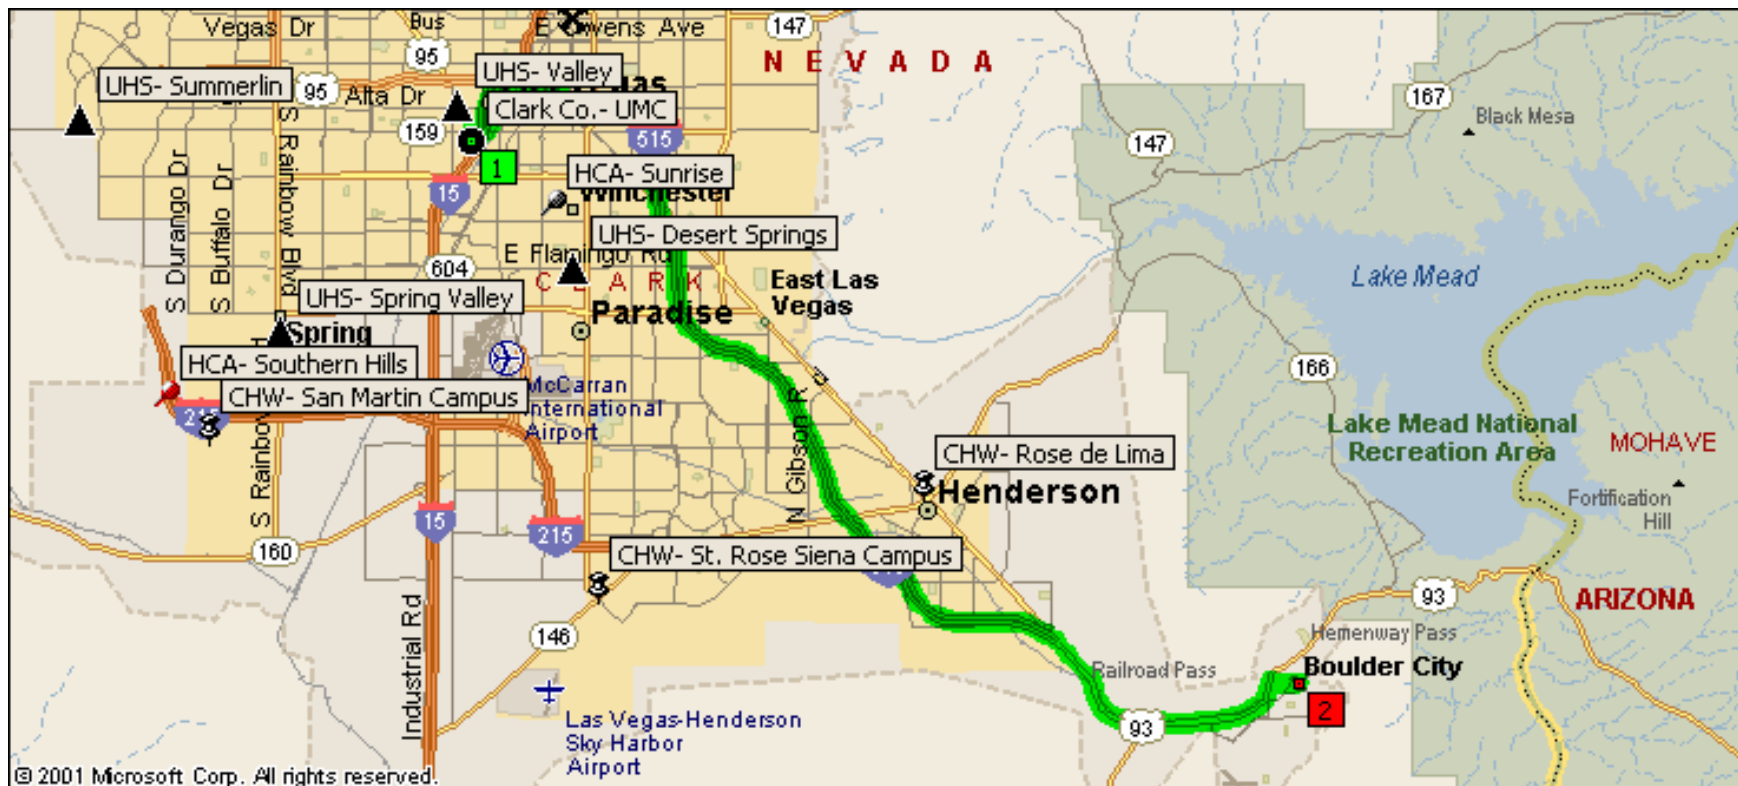 Vegas Dr
Bus
95
E Owens Ave
147
NEVADA
UHS- Summerlin
95
Alta Dr
UHS- Valley
Clark Co.- UMC
159
515
1
15
HCA- Sunrise
Winchester
UHS- Desert Springs
E Flamingo Rd
CLARK
604
S Durango Dr
S Buffalo Dr
S Rainbow Blvd
UHS- Spring Valley
Spring
Paradise
East Las
Vegas
HCA- Southern Hills
CHW- San Martin Campus
215
McCarran
International
Airport
S Rainbow
N Gibson R
CHW- Rose de Lima
Henderson
15
215
160
CHW- St. Rose Siena Campus
146
Industrial Rd
Las Vegas-Henderson
Sky Harbor
Airport
167
Black Mesa
147
Lake Mead
166
Lake Mead National
Recreation Area
MOHAVE
Fortification
Hill
93
ARIZONA
Hemenway Pass
Boulder City
Railroad Pass
2
93
© 2001 Microsoft Corp. All rights reserved.